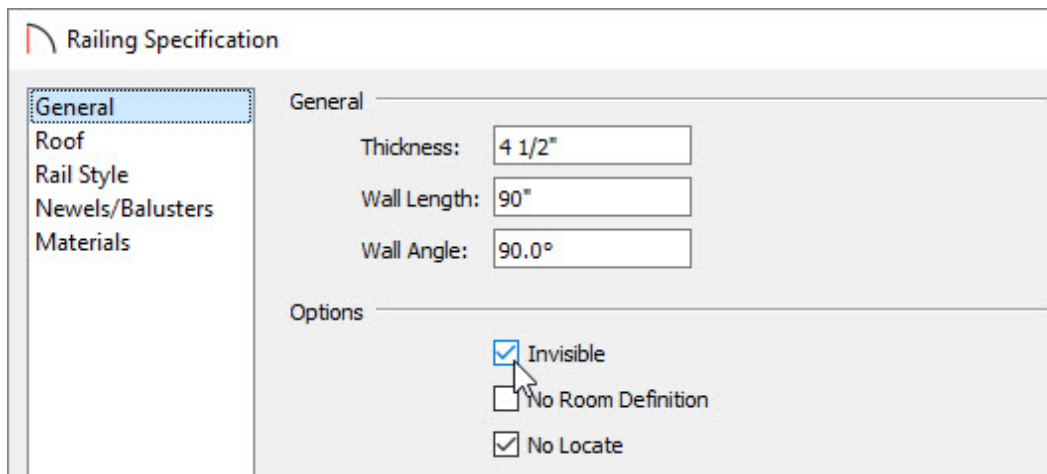 Railing Specification
General
Roof
Rail Style
Newels/Balusters
Materials
General
Thickness: 4 1/2"
Wall Length: 90"
Wall Angle: 90.0°
Options
Invisible
No Room Definition
No Locate